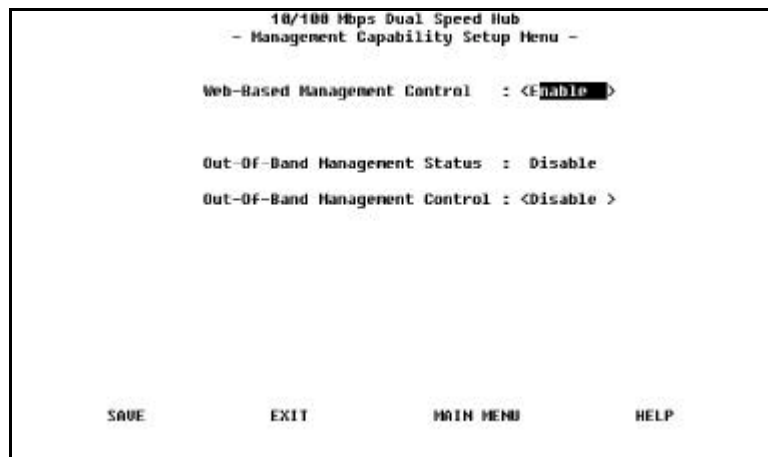 10/100 Mbps Dual Speed Hub
- Management Capability Setup Menu -
Web-Based Management Control : <Enable >
Out-Of-Band Management Status : Disable
Out-Of-Band Management Control : <Disable >
SAVE EXIT MAIN MENU HELP